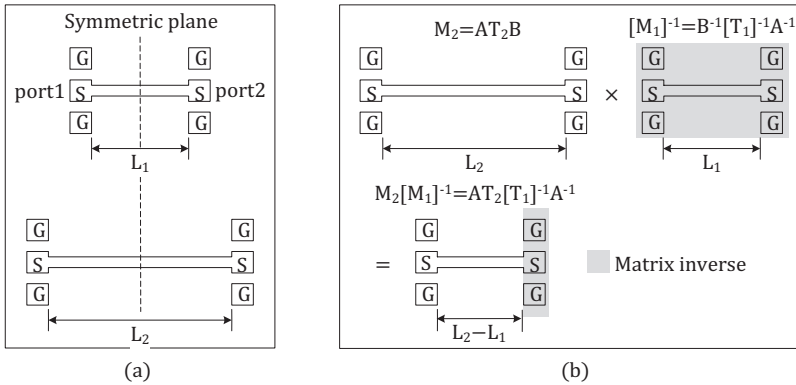 Symmetric plane
G G
port1 S S port2
G G
L1
G G
S S
G G
L2
(a)
M2=AT2B
[M1]-1=B-1[T1]-1A-1
G G G G
S S × S S
G G G G
L2 L1
M2[M1]-1=AT2[T1]-1A-1
G G
= S S Matrix inverse
G G
L2−L1
(b)